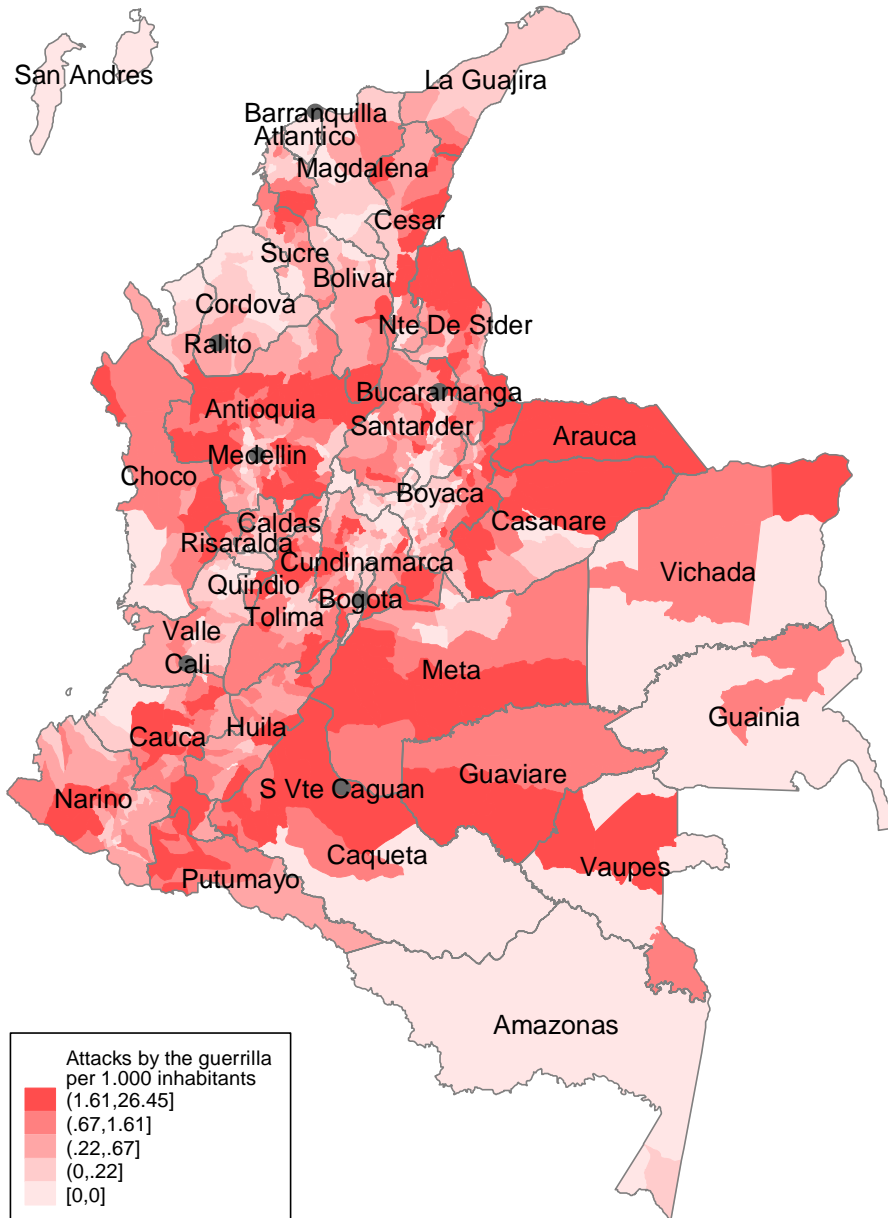 San Andres
La Guajira
Barranquilla
Atlantico
Magdalena
Cesar
Sucre
Bolivar
Cordova
Nte De Stder
Ralito
Bucaramanga
Antioquia
Santander
Arauca
Medellin
Choco
Boyaca
Caldas
Casanare
Risaralda
Cundinamarca
Vichada
Quindio
Bogota
Tolima
Valle
Cali
Meta
Guainia
Huila
Cauca
Guaviare
S Vte Caguan
Narino
Caqueta
Vaupes
Putumayo
Amazonas
Attacks by the guerrilla
per 1.000 inhabitants
(1.61,26.45]
(.67,1.61]
(.22,.67]
(0,.22]
[0,0]